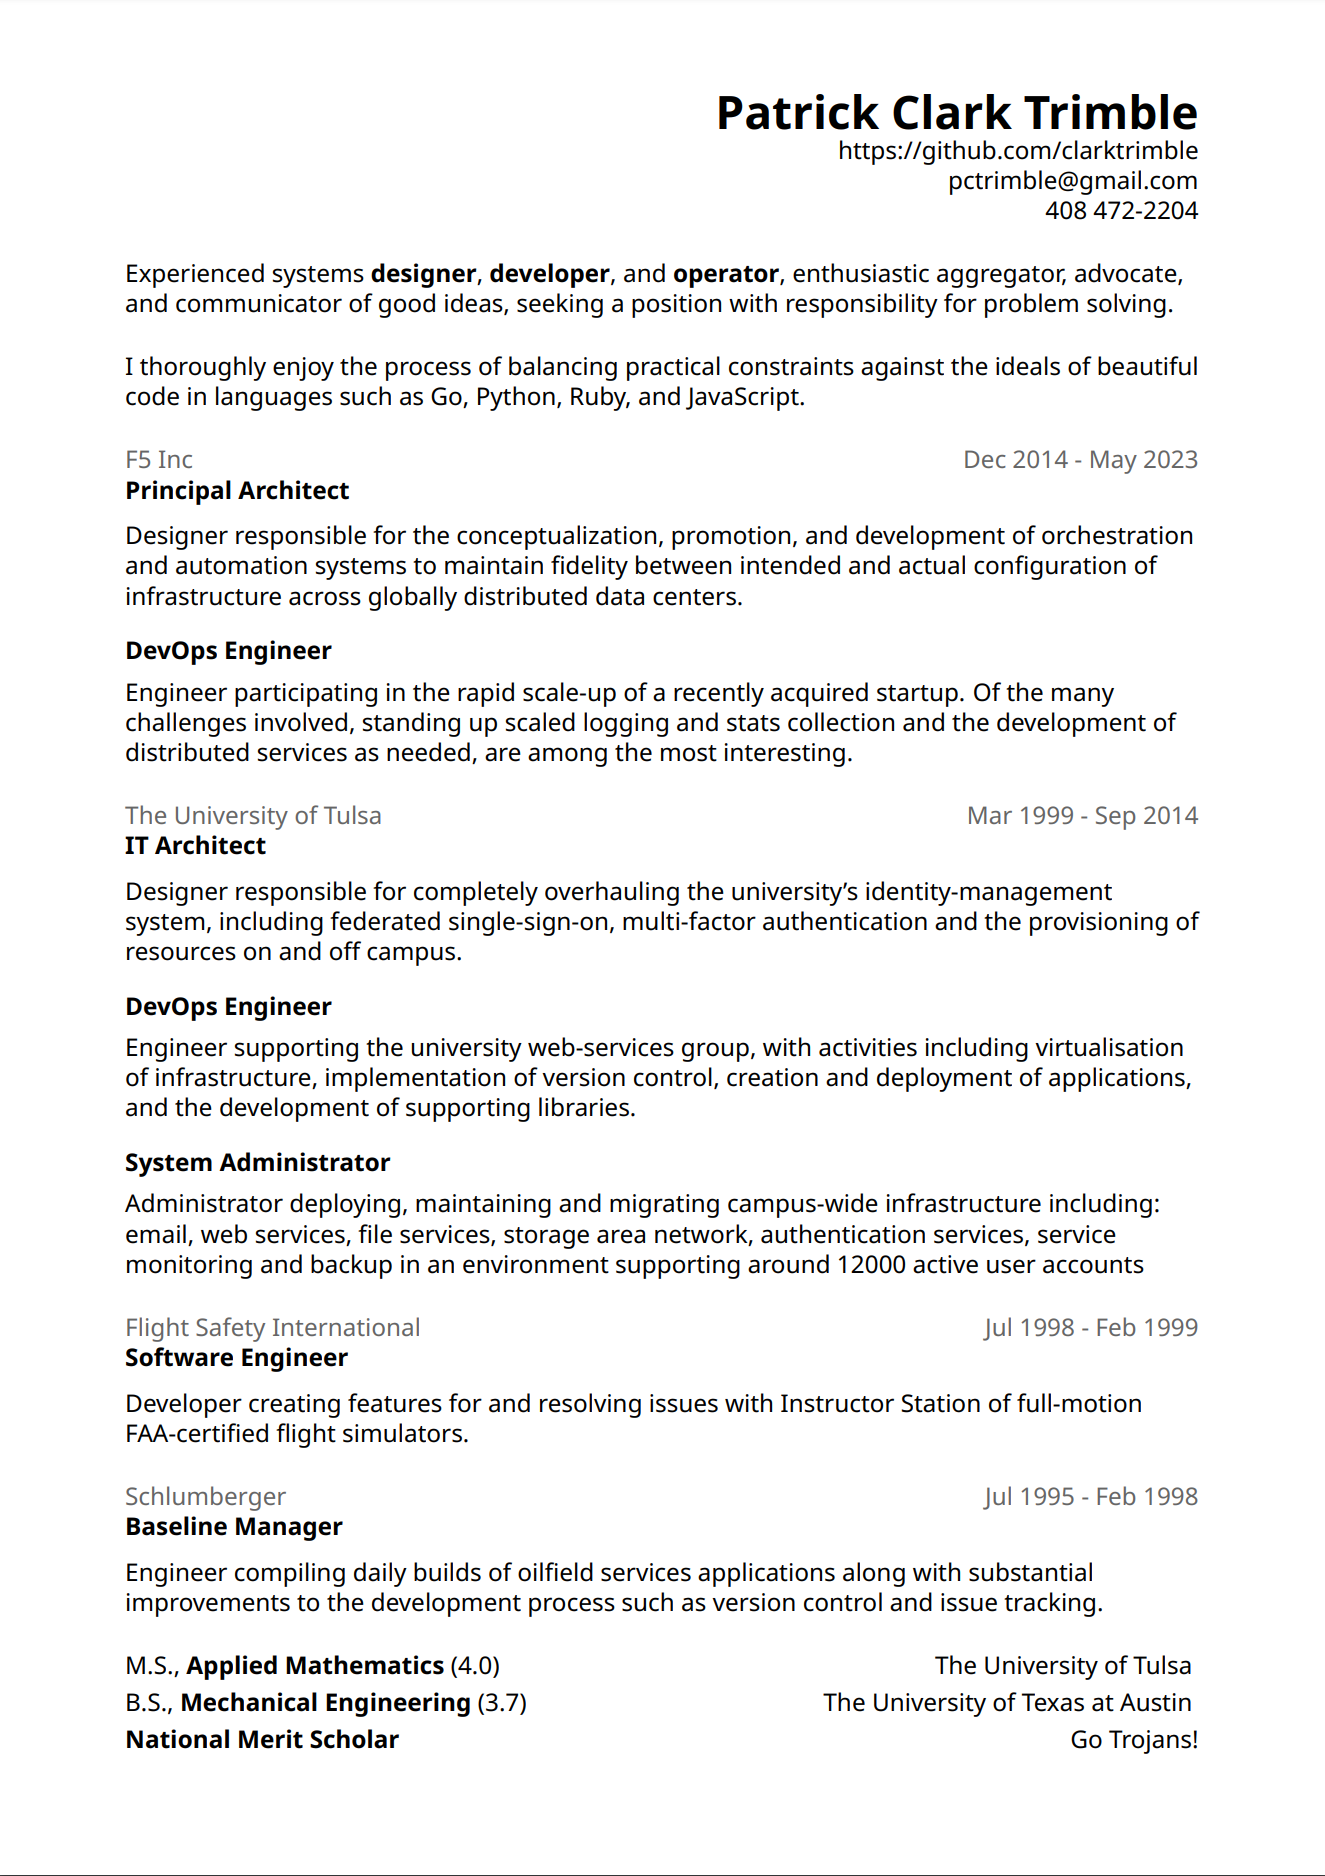 Patrick Clark Trimble
https://github.com/clarktrimble
pctrimble@gmail.com
408 472-2204
Experienced systems designer, developer, and operator, enthusiastic aggregator, advocate,
and communicator of good ideas, seeking a position with responsibility for problem solving.
I thoroughly enjoy the process of balancing practical constraints against the ideals of beautiful
code in languages such as Go, Python, Ruby, and JavaScript.
F5 Inc Dec 2014 - May 2023
Principal Architect
Designer responsible for the conceptualization, promotion, and development of orchestration
and automation systems to maintain fidelity between intended and actual configuration of
infrastructure across globally distributed data centers.
DevOps Engineer
Engineer participating in the rapid scale-up of a recently acquired startup. Of the many
challenges involved, standing up scaled logging and stats collection and the development of
distributed services as needed, are among the most interesting.
The University of Tulsa Mar 1999 - Sep 2014
IT Architect
Designer responsible for completely overhauling the university’s identity-management
system, including federated single-sign-on, multi-factor authentication and the provisioning of
resources on and off campus.
DevOps Engineer
Engineer supporting the university web-services group, with activities including virtualisation
of infrastructure, implementation of version control, creation and deployment of applications,
and the development of supporting libraries.
System Administrator
Administrator deploying, maintaining and migrating campus-wide infrastructure including:
email, web services, file services, storage area network, authentication services, service
monitoring and backup in an environment supporting around 12000 active user accounts
Flight Safety International Jul 1998 - Feb 1999
Software Engineer
Developer creating features for and resolving issues with Instructor Station of full-motion
FAA-certified flight simulators.
Schlumberger Jul 1995 - Feb 1998
Baseline Manager
Engineer compiling daily builds of oilfield services applications along with substantial
improvements to the development process such as version control and issue tracking.
M.S., Applied Mathematics (4.0) The University of Tulsa
B.S., Mechanical Engineering (3.7) The University of Texas at Austin
National Merit Scholar Go Trojans!